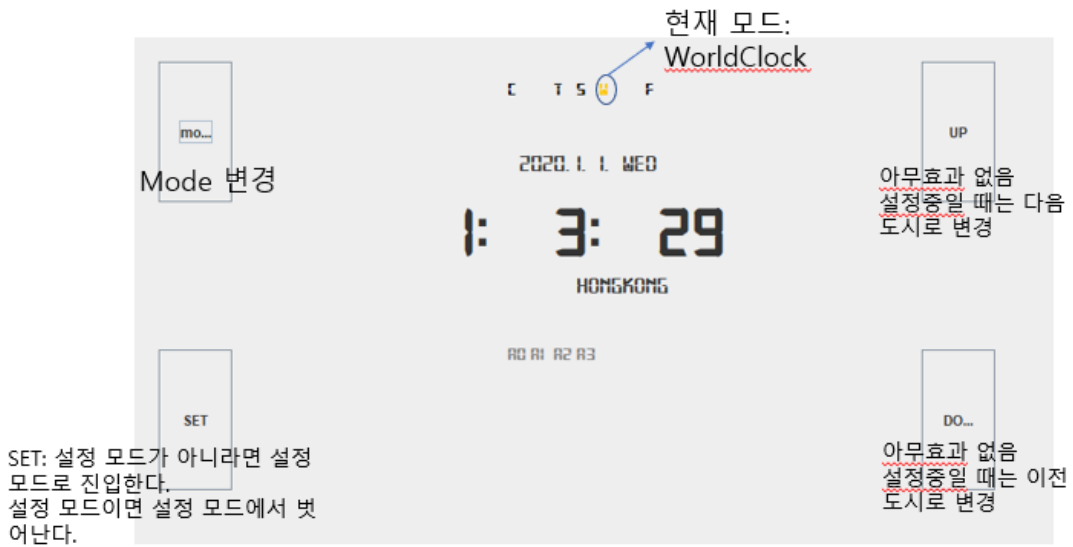 현재 모드:
WorldClock
C T S W F
mo...
UP
Mode 변경
2020. 1. 1. WED
아무효과 없음
설정중일 때는 다음
도시로 변경
1: 3: 29
HONGKONG
A0 A1 A2 A3
SET
DO...
SET: 설정 모드가 아니라면 설정
모드로 진입한다.
설정 모드이면 설정 모드에서 벗
어난다.
아무효과 없음
설정중일 때는 이전
도시로 변경